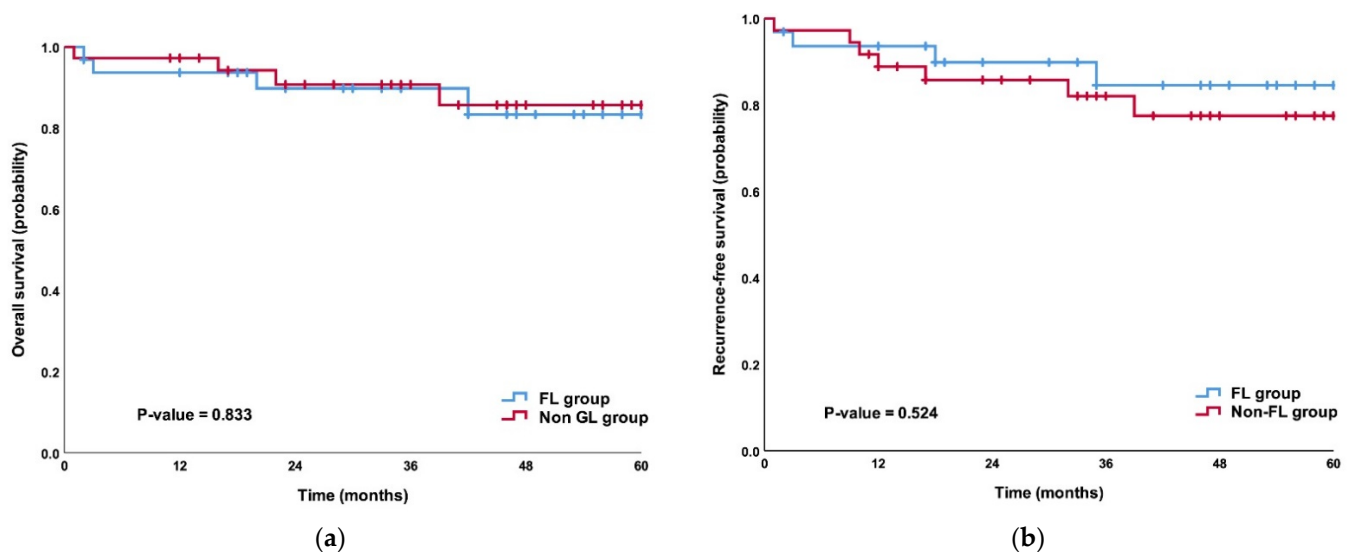 Overall survival (probability)
1.0
0.8
0.6
0.4
0.2
0.0
FL group
Non GL group
P-value = 0.833
0 12 24 36 48 60
Time (months)
(a)
Recurrence-free survival (probability)
1.0
0.8
0.6
0.4
0.2
0.0
FL group
Non-FL group
P-value = 0.524
0 12 24 36 48 60
Time (months)
(b)